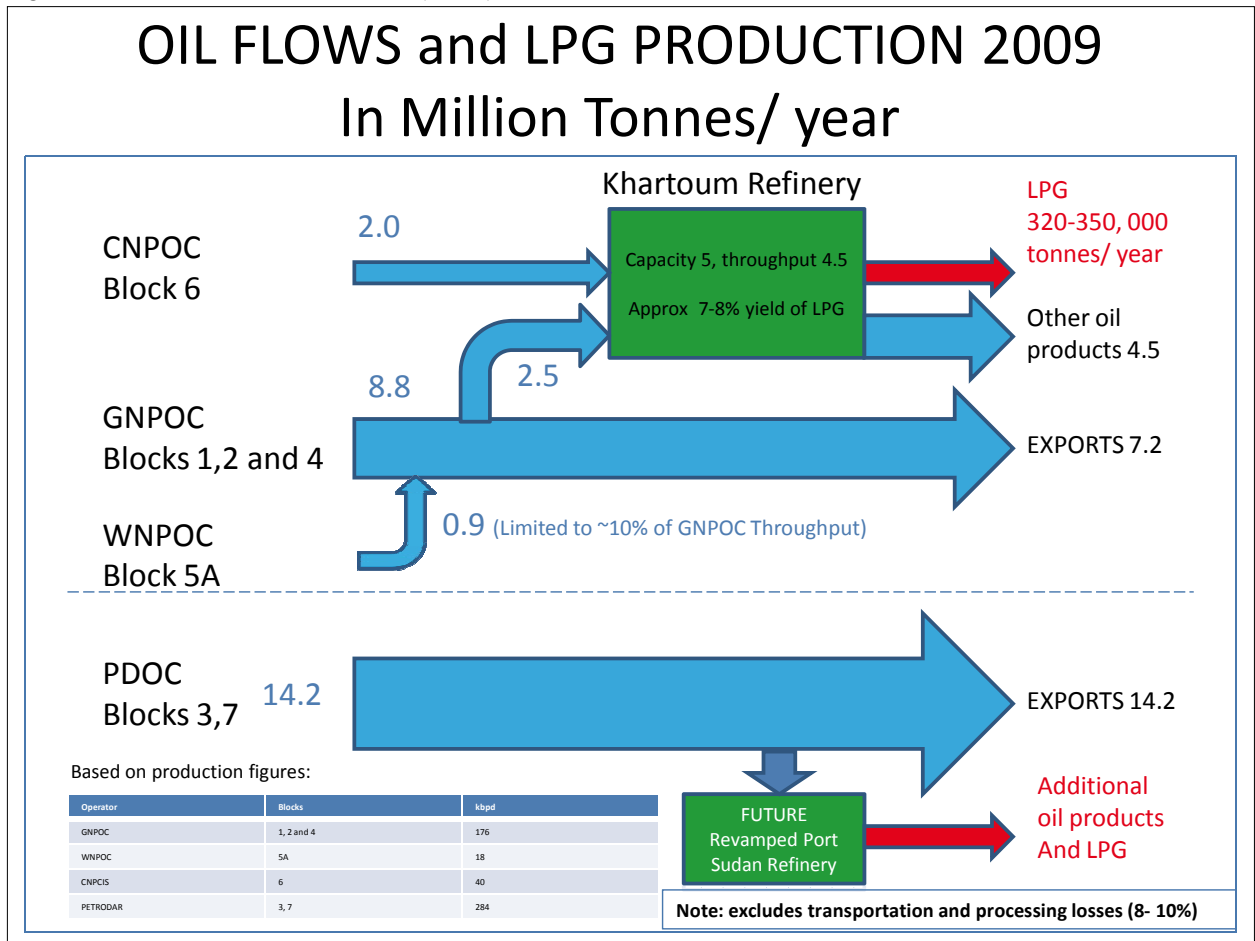 OIL FLOWS and LPG PRODUCTION 2009
In Million Tonnes/ year
Khartoum Refinery
LPG
320-350, 000
tonnes/ year
2.0
CNPOC
Block 6
Capacity 5, throughput 4.5
Approx 7-8% yield of LPG
Other oil
products 4.5
2.5
8.8
GNPOC
Blocks 1,2 and 4
EXPORTS 7.2
0.9 (Limited to ~10% of GNPOC Throughput)
WNPOC
Block 5A
PDOC
Blocks 3,7
14.2
EXPORTS 14.2
Based on production figures:
Operator Blocks kbpd
GNPOC 1, 2 and 4 176
WNPOC 5A 18
CNPCIS 6 40
PETRODAR 3, 7 284
FUTURE
Revamped Port
Sudan Refinery
Additional
oil products
And LPG
Note: excludes transportation and processing losses (8- 10%)